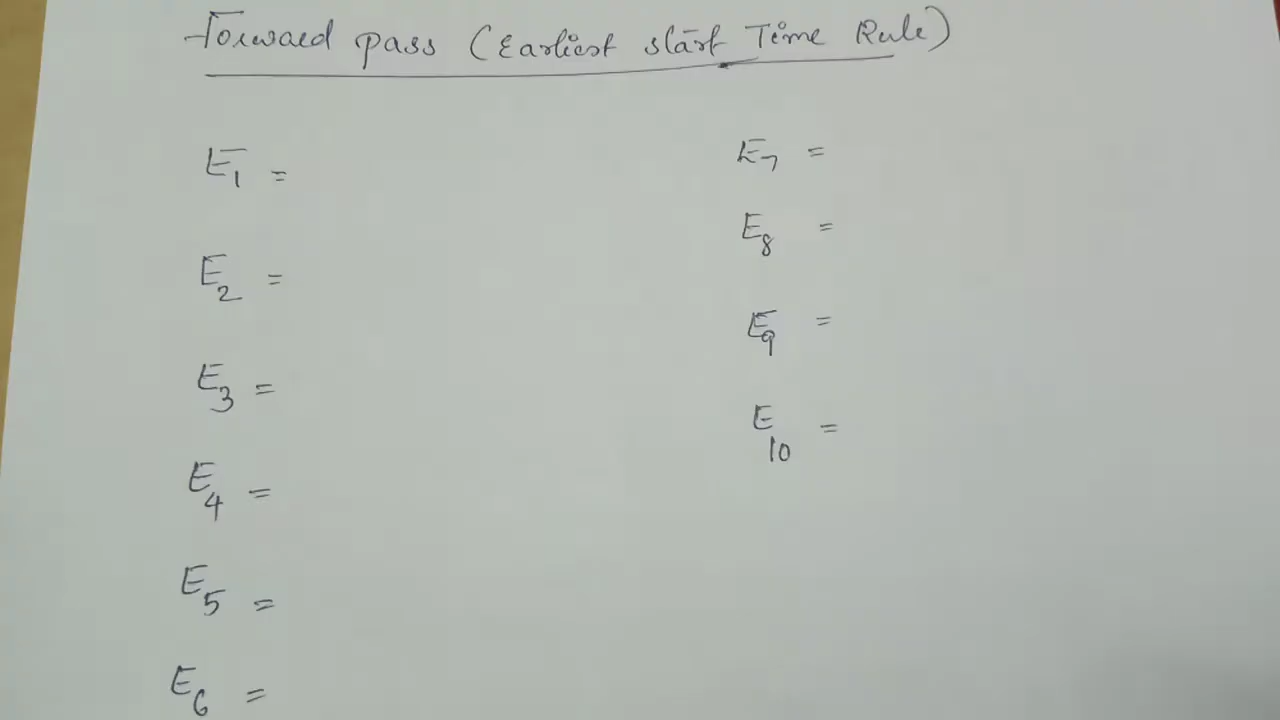 Forward pass (Earliest start Time Rule)
E1 =
E2 =
E3 =
E4 =
E5 =
E6 =
E7 =
E8 =
E9 =
E10 =